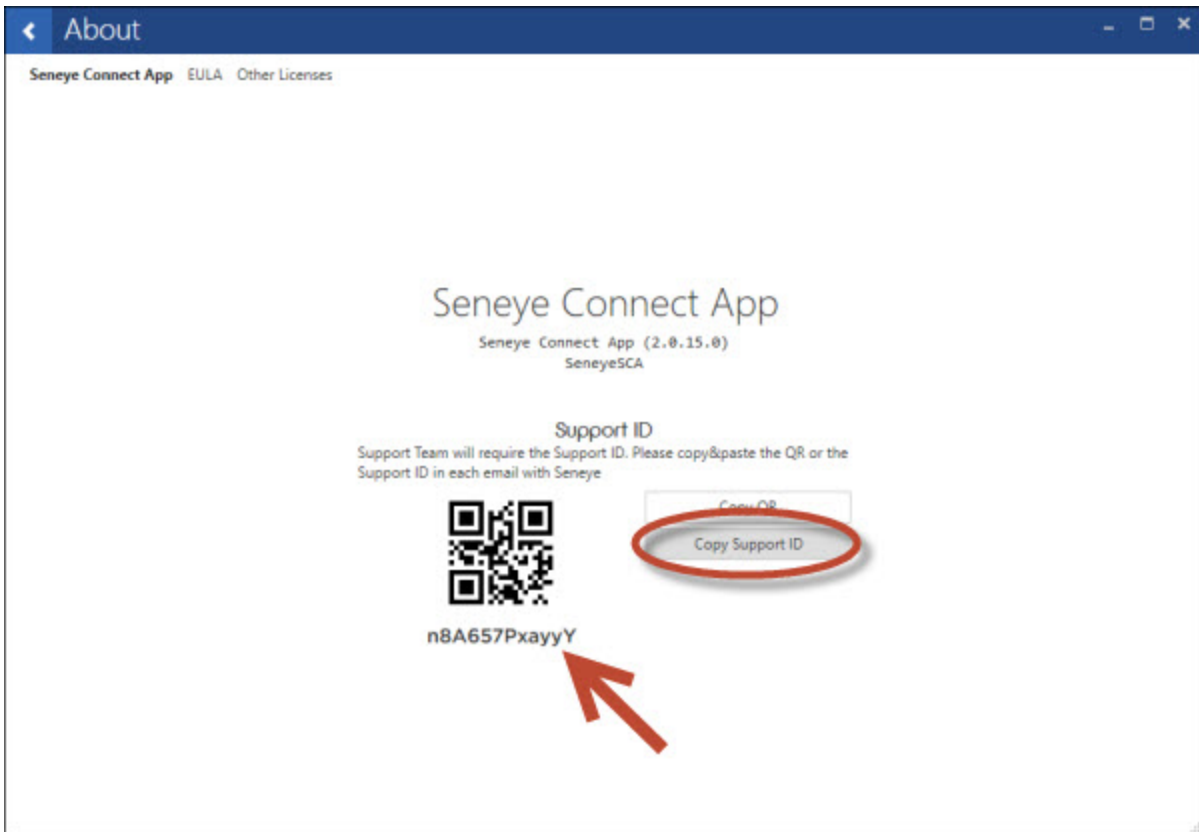 About
Seneye Connect App EULA Other Licenses
Seneye Connect App
Seneye Connect App (2.0.15.0)
SeneyeSCA
Support ID
Support Team will require the Support ID. Please copy&paste the QR or the
Support ID in each email with Seneye
Copy QR
Copy Support ID
n8A657PxayyY